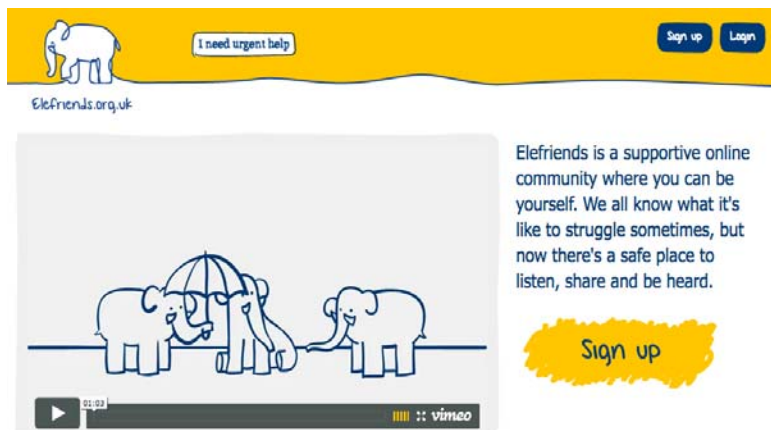 I need urgent help
Sign up
Login
Elefriends.org.uk
Elefriends is a supportive online
community where you can be
yourself. We all know what it's
like to struggle sometimes, but
now there's a safe place to
listen, share and be heard.
Sign up
01:03
vimeo